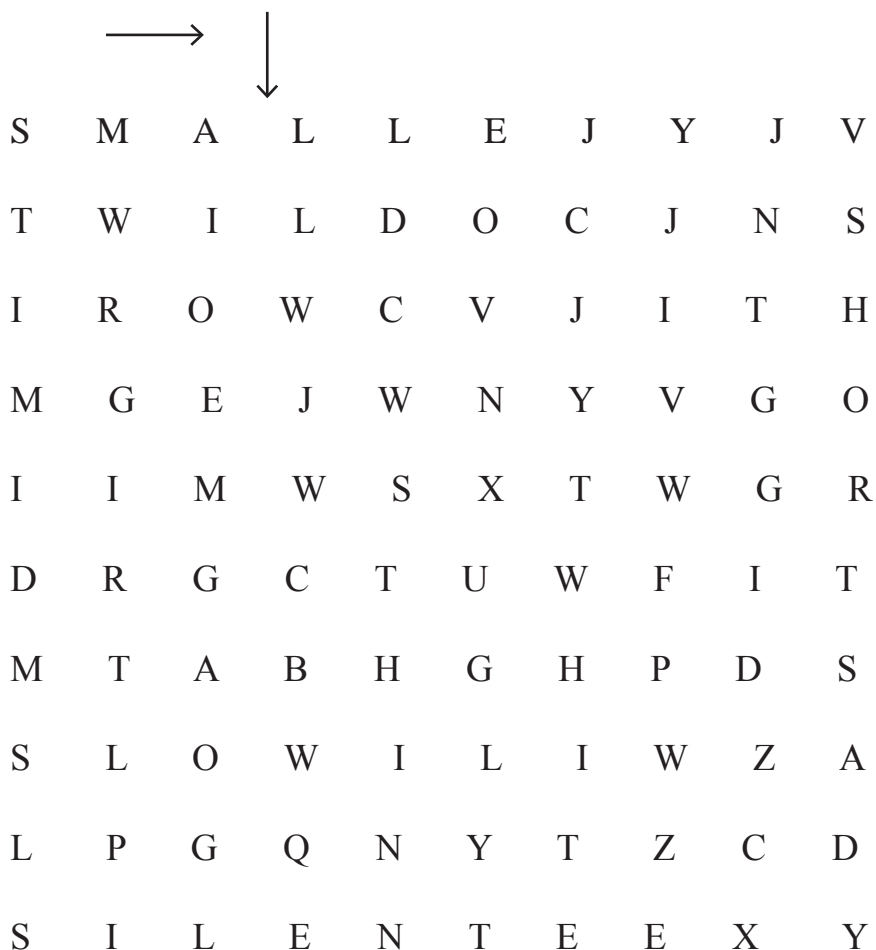 S M A L L E J Y J V
T W I L D O C J N S
I R O W C V J I T H
M G E J W N Y V G O
I I M W S X T W G R
D R G C T U W F I T
M T A B H G H P D S
S L O W I L I W Z A
L P G Q N Y T Z C D
S I L E N T E E X Y